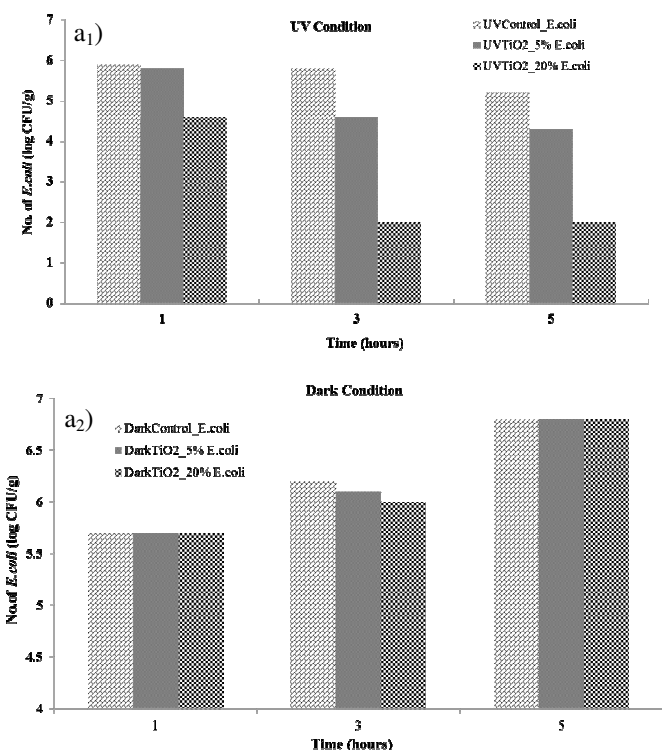 a1)
UV Condition
UVControl_E.coli
UVTiO2_5% E.coli
UVTiO2_20% E.coli
No. of E.coli (log CFU/g)
7
6
5
4
3
2
1
0
1 3 5
Time (hours)
Dark Condition
a2)
DarkControl_E.coli
DarkTiO2_5% E.coli
DarkTiO2_20% E.coli
No.of E.coli (log CFU/g)
7
6.5
6
5.5
5
4.5
4
1 3 5
Time (hours)